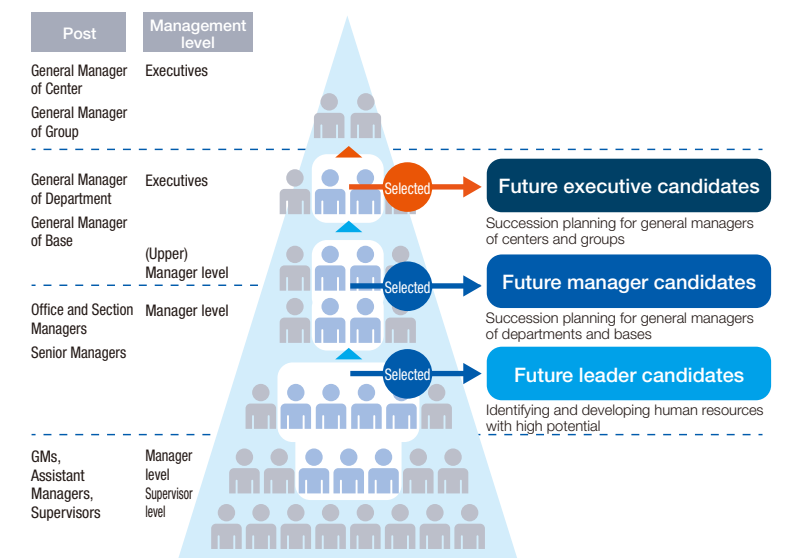 Post
Management
level
General Manager
of Center
Executives
General Manager
of Group
General Manager
of Department
Executives
Selected
Future executive candidates
General Manager
of Base
Succession planning for general managers
of centers and groups
(Upper)
Manager level
Selected
Future manager candidates
Office and Section
Managers
Manager level
Succession planning for general managers
of departments and bases
Senior Managers
Selected
Future leader candidates
Identifying and developing human resources
with high potential
GMs,
Assistant
Managers,
Supervisors
Manager
level
Supervisor
level